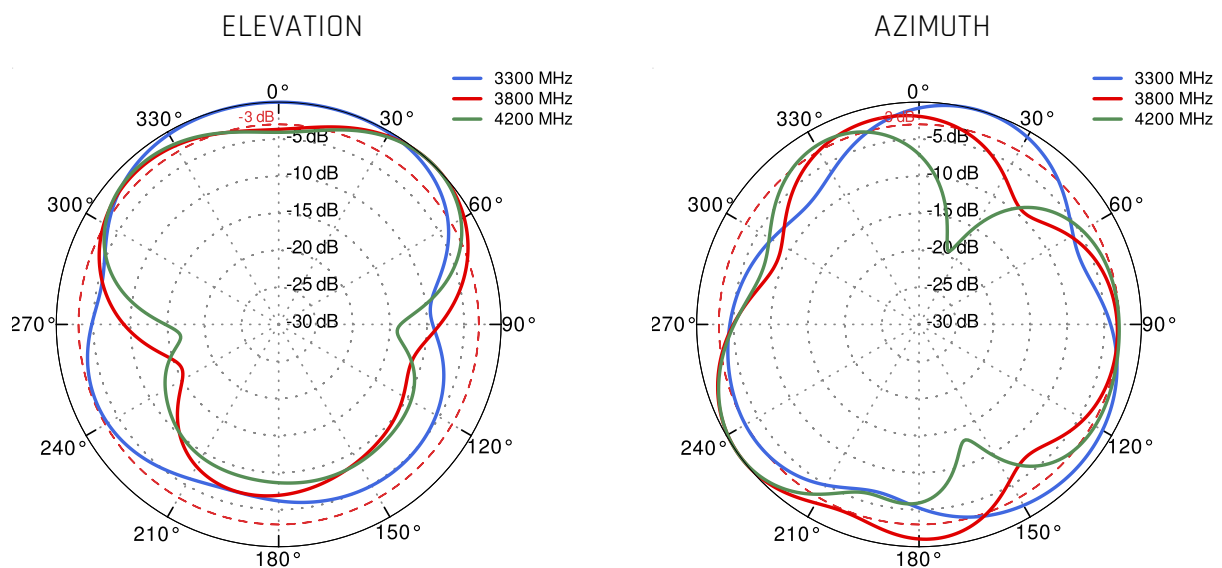 ELEVATION
AZIMUTH
3300 MHz
3800 MHz
4200 MHz
0°
30°
60°
90°
120°
150°
180°
210°
240°
270°
300°
330°
-3 dB
-5 dB
-10 dB
-15 dB
-20 dB
-25 dB
-30 dB
3300 MHz
3800 MHz
4200 MHz
0°
30°
60°
90°
120°
150°
180°
210°
240°
270°
300°
330°
-3 dB
-5 dB
-10 dB
-15 dB
-20 dB
-25 dB
-30 dB